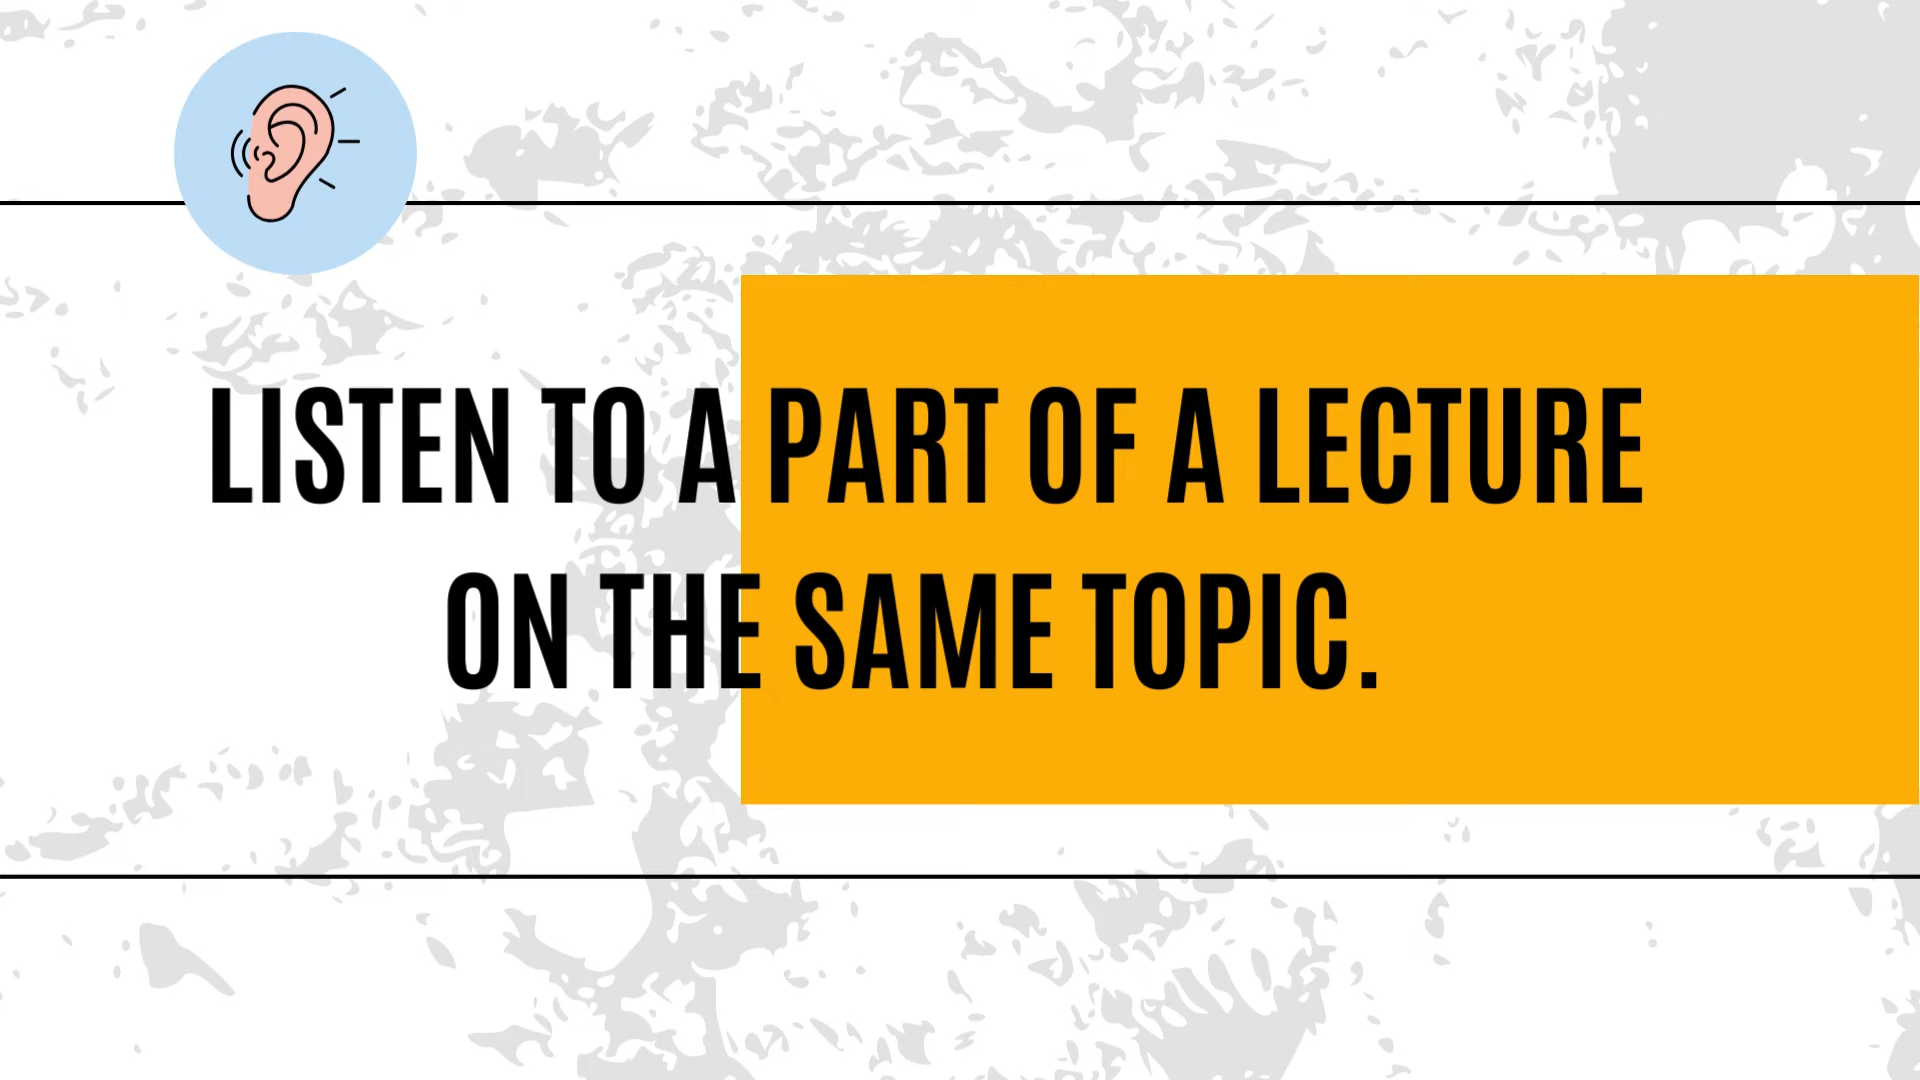 LISTEN TO A PART OF A LECTURE
ON THE SAME TOPIC.